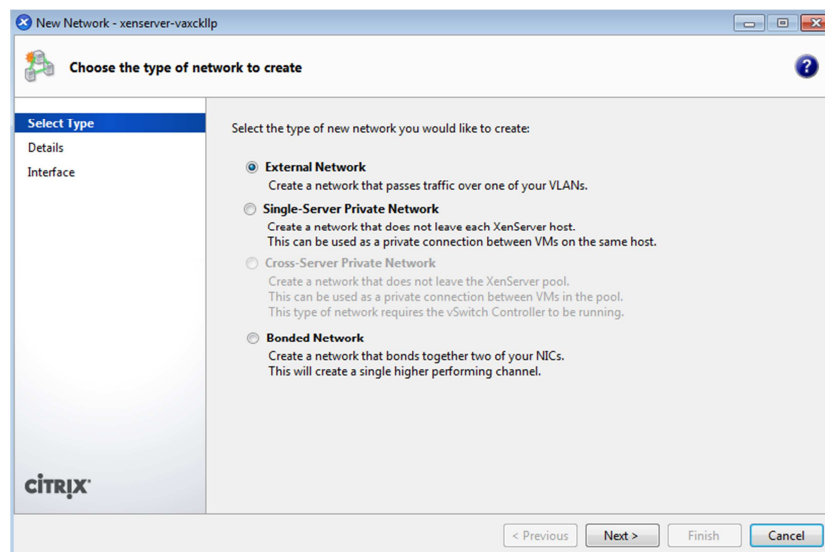 New Network - xenserver-vaxckllp
Choose the type of network to create
?
Select Type
Details
Interface
Select the type of new network you would like to create:
External Network
Create a network that passes traffic over one of your VLANs.
Single-Server Private Network
Create a network that does not leave each XenServer host.
This can be used as a private connection between VMs on the same host.
Cross-Server Private Network
Create a network that does not leave the XenServer pool.
This can be used as a private connection between VMs in the pool.
This type of network requires the vSwitch Controller to be running.
Bonded Network
Create a network that bonds together two of your NICs.
This will create a single higher performing channel.
CİTRIX
< Previous Next > Finish Cancel